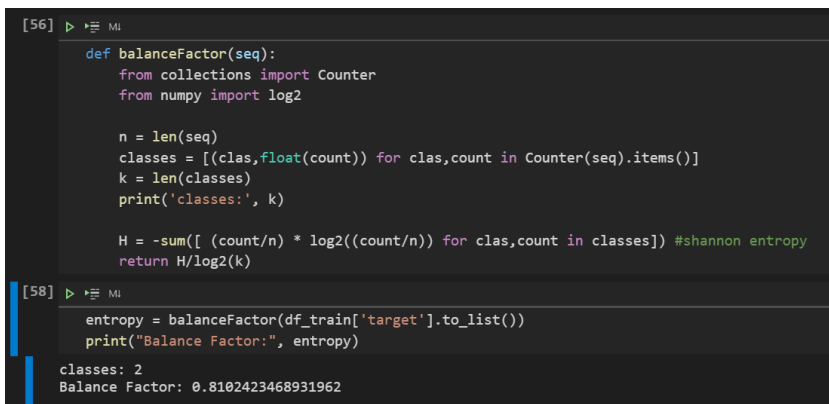 [56] M↓
def balanceFactor(seq):
from collections import Counter
from numpy import log2
n = len(seq)
classes = [(clas,float(count)) for clas,count in Counter(seq).items()]
k = len(classes)
print('classes:', k)
H = -sum([ (count/n) * log2((count/n)) for clas,count in classes]) #shannon entropy
return H/log2(k)
[58] M↓
entropy = balanceFactor(df_train['target'].to_list())
print("Balance Factor:", entropy)
classes: 2
Balance Factor: 0.8102423468931962